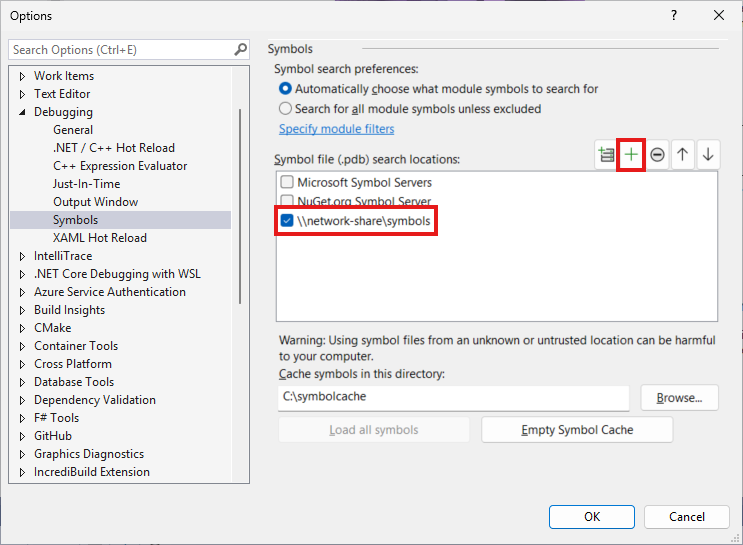 Options
Search Options (Ctrl+E)
Work Items
Text Editor
Debugging
General
.NET / C++ Hot Reload
C++ Expression Evaluator
Just-In-Time
Output Window
Symbols
XAML Hot Reload
IntelliTrace
.NET Core Debugging with WSL
Azure Service Authentication
Build Insights
CMake
Container Tools
Cross Platform
Database Tools
Dependency Validation
F# Tools
GitHub
Graphics Diagnostics
IncrediBuild Extension
Symbols
Symbol search preferences:
Automatically choose what module symbols to search for
Search for all module symbols unless excluded
Specify module filters
Symbol file (.pdb) search locations:
Microsoft Symbol Servers
NuGet.org Symbol Server
\\network-share\symbols
Warning: Using symbol files from an unknown or untrusted location can be harmful
to your computer.
Cache symbols in this directory:
C:\symbolcache
Browse...
Load all symbols
Empty Symbol Cache
OK
Cancel